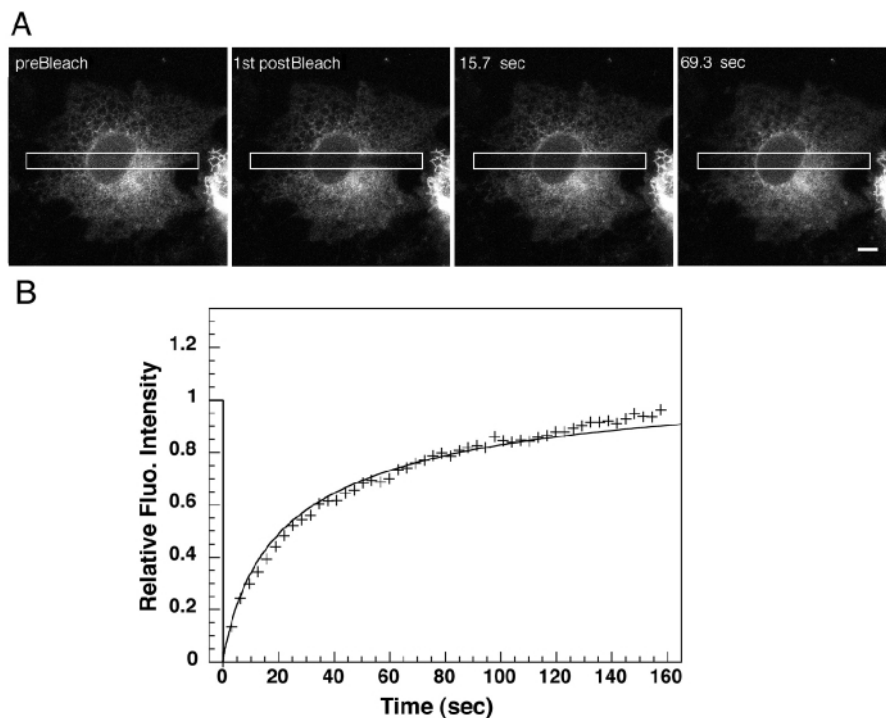 A
preBleach
1st postBleach
15.7 sec
69.3 sec
B
Relative Fluo. Intensity
1.2
1
0.8
0.6
0.4
0.2
0
0 20 40 60 80 100 120 140 160
Time (sec)